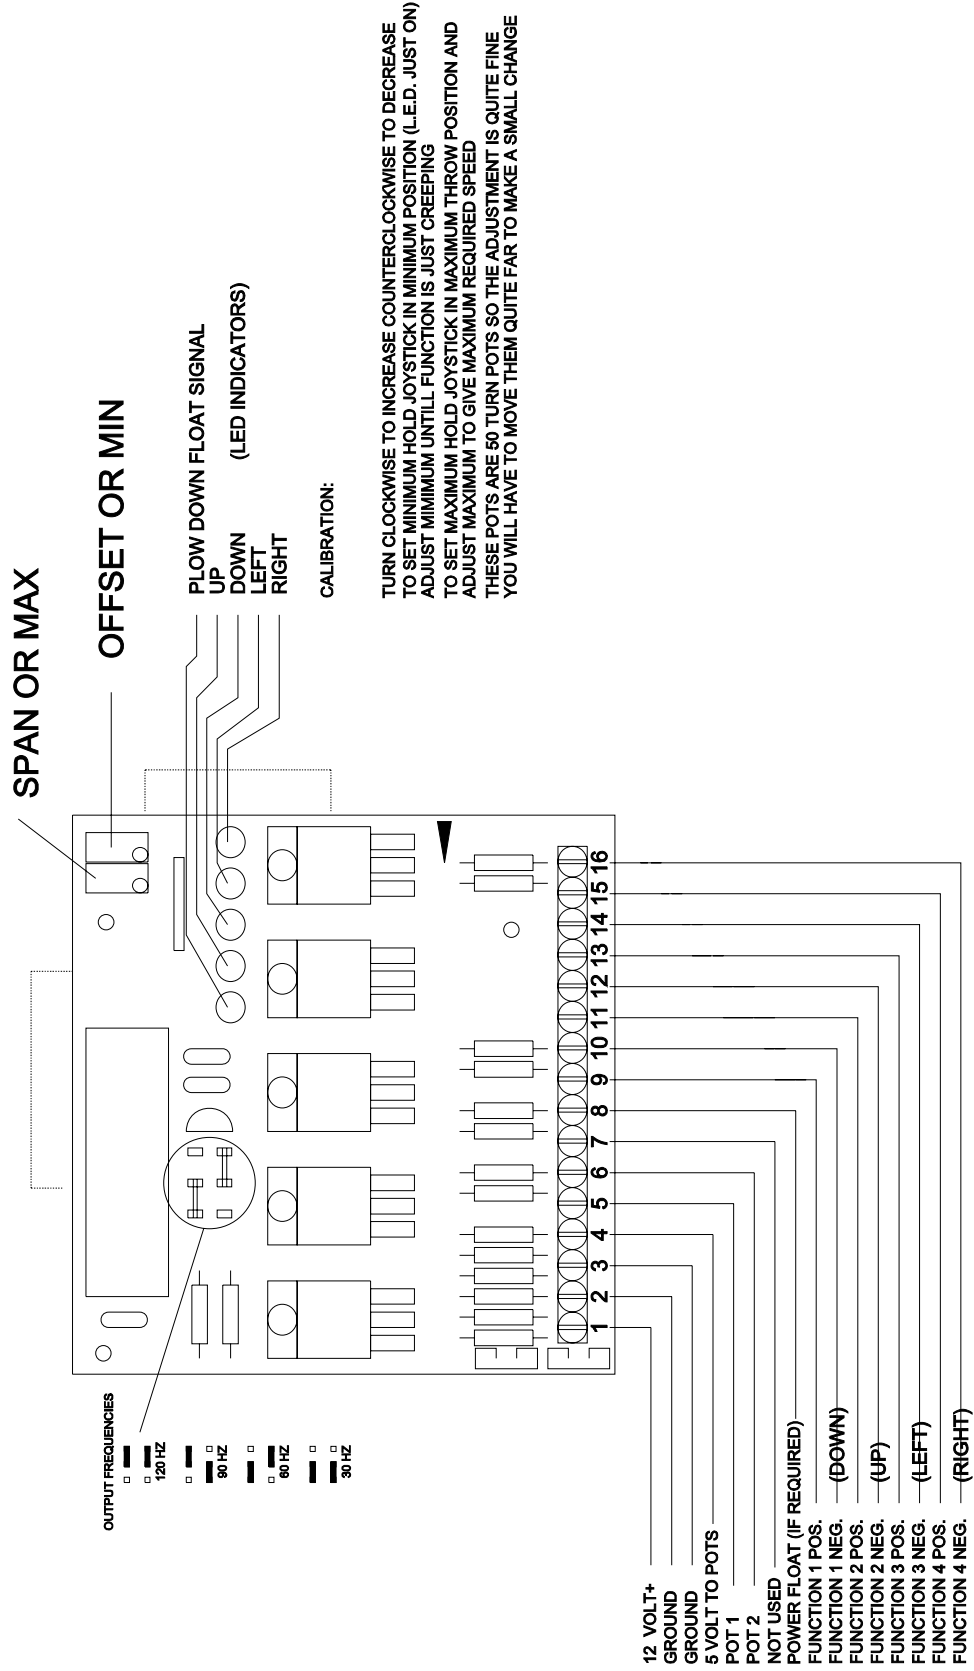 SPAN OR MAX
OFFSET OR MIN
PLOW DOWN FLOAT SIGNAL
UP
DOWN (LED INDICATORS)
LEFT
RIGHT
CALIBRATION:
TURN CLOCKWISE TO INCREASE COUNTERCLOCKWISE TO DECREASE
TO SET MINIMUM HOLD JOYSTICK IN MINIMUM POSITION (L.E.D. JUST ON)
ADJUST MIMIMUM UNTILL FUNCTION IS JUST CREEPING
TO SET MAXIMUM HOLD JOYSTICK IN MAXIMUM THROW POSITION AND
ADJUST MAXIMUM TO GIVE MAXIMUM REQUIRED SPEED
THESE POTS ARE 50 TURN POTS SO THE ADJUSTMENT IS QUITE FINE
YOU WILL HAVE TO MOVE THEM QUITE FAR TO MAKE A SMALL CHANGE
OUTPUT FREQUENCIES
120 HZ
90 HZ
60 HZ
30 HZ
1
2
3
4
5
6
7
8
9
10
11
12
13
14
15
16
12 VOLT+
GROUND
GROUND
5 VOLT TO POTS
POT 1
POT 2
NOT USED
POWER FLOAT (IF REQUIRED)
FUNCTION 1 POS.
FUNCTION 1 NEG. (DOWN)
FUNCTION 2 POS.
FUNCTION 2 NEG. (UP)
FUNCTION 3 POS.
FUNCTION 3 NEG. (LEFT)
FUNCTION 4 POS.
FUNCTION 4 NEG. (RIGHT)